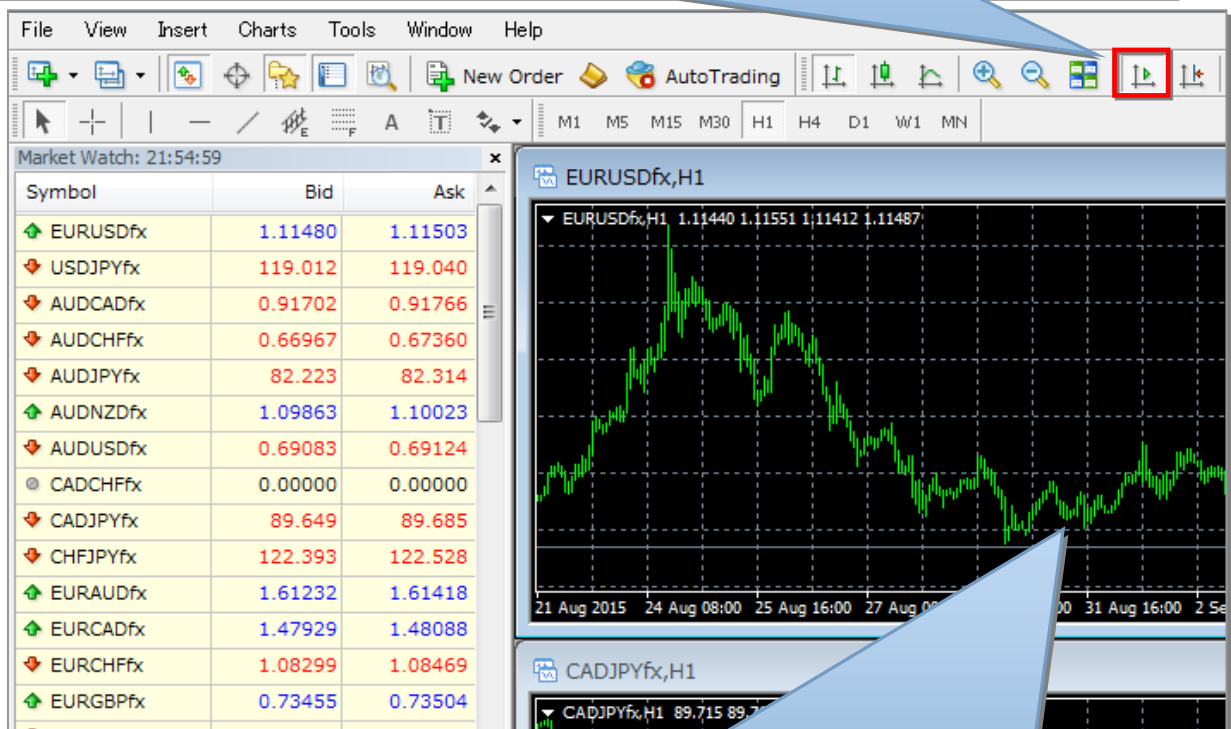 File View Insert Charts Tools Window Help
New Order AutoTrading
E F A T M1 M5 M15 M30 H1 H4 D1 W1 MN
Market Watch: 21:54:59
Symbol Bid Ask
EURUSDfx 1.11480 1.11503
USDJPYfx 119.012 119.040
AUDCADfx 0.91702 0.91766
AUDCHFfx 0.66967 0.67360
AUDJPYfx 82.223 82.314
AUDNZDfx 1.09863 1.10023
AUDUSDfx 0.69083 0.69124
CADCHFfx 0.00000 0.00000
CADJPYfx 89.649 89.685
CHFJPYfx 122.393 122.528
EURAUDfx 1.61232 1.61418
EURCADfx 1.47929 1.48088
EURCHFfx 1.08299 1.08469
EURGBPfx 0.73455 0.73504
EURUSDfx,H1
EURUSDfx,H1 1.11440 1.11551 1.11412 1.11487
21 Aug 2015 24 Aug 08:00 25 Aug 16:00 27 Aug 31 Aug 16:00 2
CADJPYfx,H1
CADJPYfx,H1 89.715